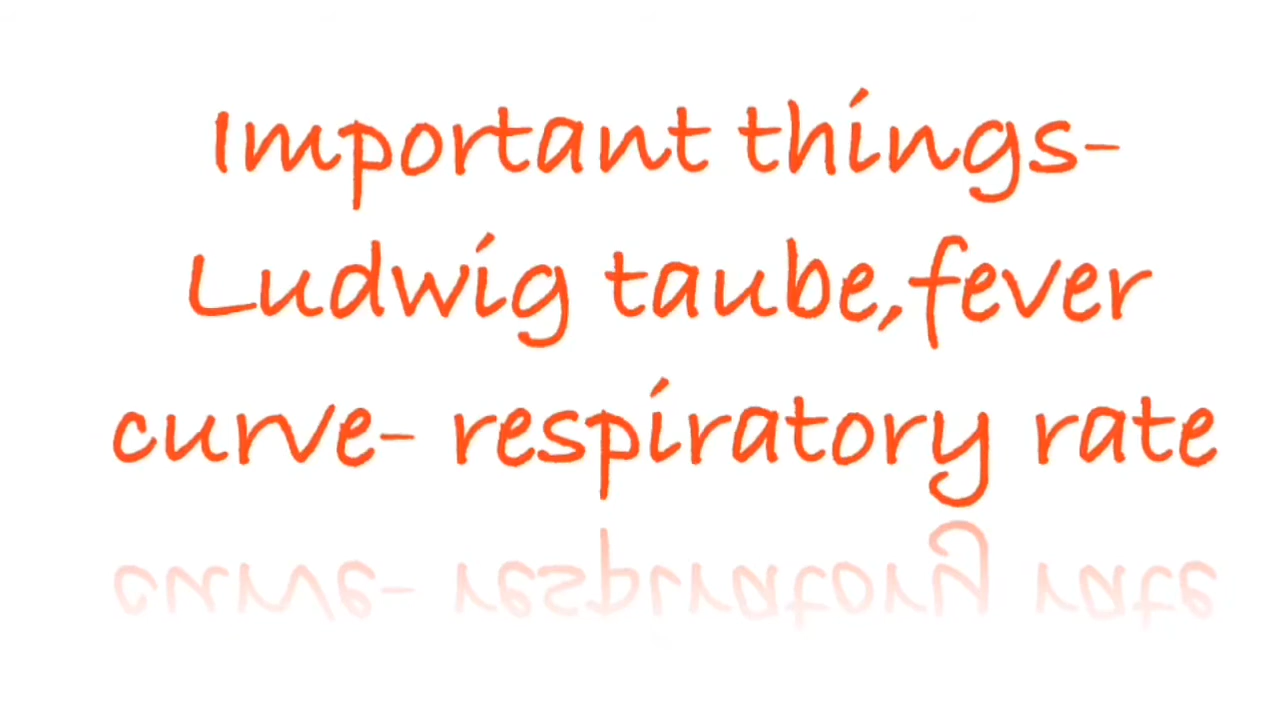 Important things-
Ludwig taube,fever
curve- respiratory rate